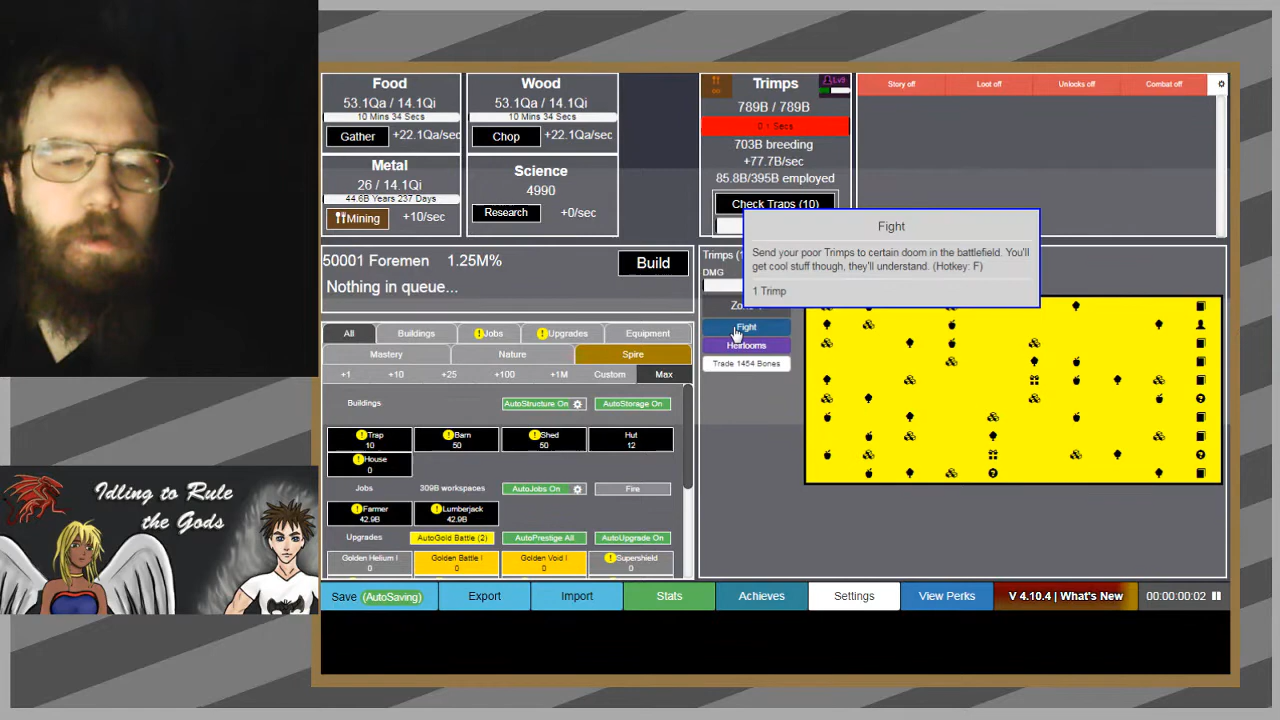 Food
53.1Qa / 14.1Qi
10 Mins 34 Secs
Gather
+22.1Qa/sec
Wood
53.1Qa / 14.1Qi
10 Mins 34 Secs
Chop
+22.1Qa/sec
Metal
26 / 14.1Qi
44.6B Years 237 Days
Mining
+10/sec
Science
4990
Research
+0/sec
Trimps
789B / 789B
703B breeding
+77.7B/sec
85.8B/395B employed
Check Traps (10)
Story off
Loot off
Unlocks off
Combat off
50001 Foremen 1.25M%
Build
Nothing in queue...
Trimps (1
DMG
Fight
Send your poor Trimps to certain doom in the battlefield. You'll
get cool stuff though, they'll understand. (Hotkey: F)
1 Trimp
Fight
Heirlooms
Trade 1454 Bones
All
Buildings
Jobs
Upgrades
Equipment
Mastery
Nature
Spire
+1
+10
+25
+100
+1M
Custom
Max
Buildings
AutoStructure On
AutoStorage On
Trap
10
Barn
50
Shed
50
Hut
12
House
0
Jobs
309B workspaces
AutoJobs On
Fire
Farmer
42.9B
Lumberjack
42.9B
Upgrades
AutoGold Battle (2)
AutoPrestige All
AutoUpgrade On
Golden Helium I
0
Golden Battle I
0
Golden Void I
0
Supershield
0
Save (AutoSaving)
Export
Import
Stats
Achieves
Settings
View Perks
V 4.10.4 | What's New
00:00:00:02
Idling to Rule
the Gods